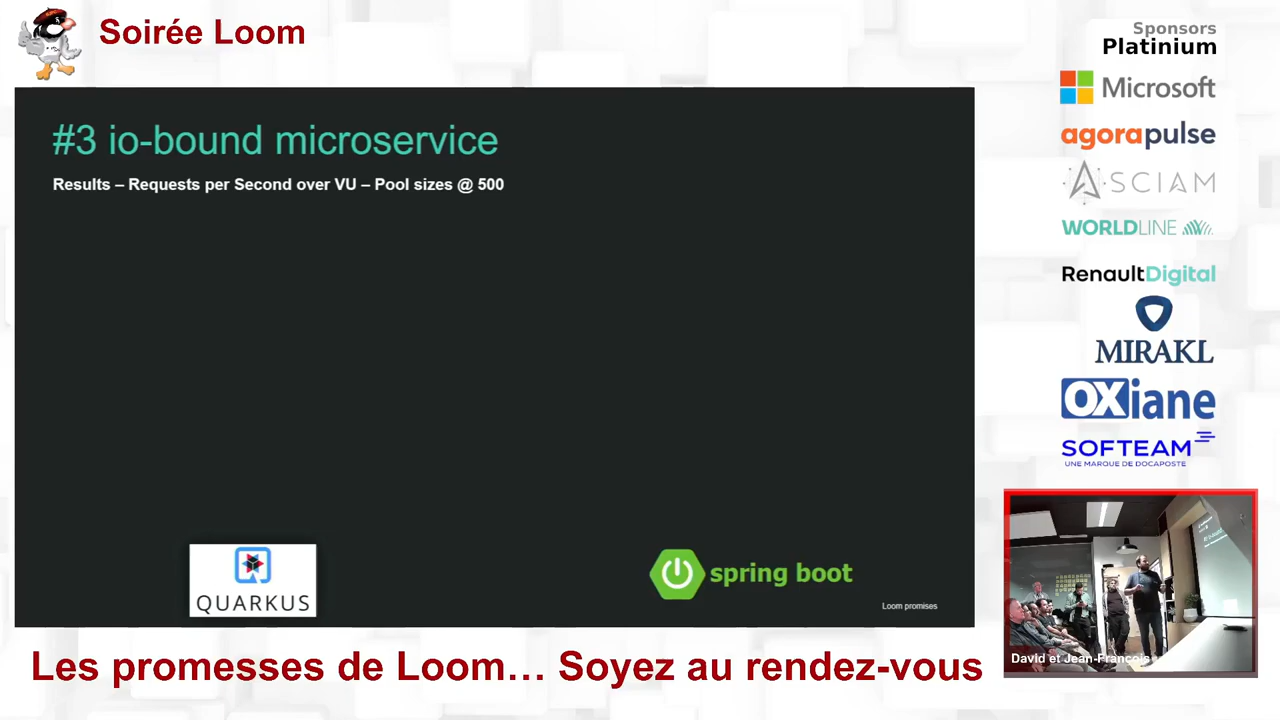 Soirée Loom
Sponsors
Platinium
Microsoft
agorapulse
ASCIAM
WORLDLINE
RenaultDigital
MIRAKL
OXiane
SOFTEAM
UNE MARQUE DE DOCAPOSTE
#3 io-bound microservice
Results – Requests per Second over VU – Pool sizes @ 500
QUARKUS
spring boot
Loom promises
David et Jean-François
Les promesses de Loom… Soyez au rendez-vous